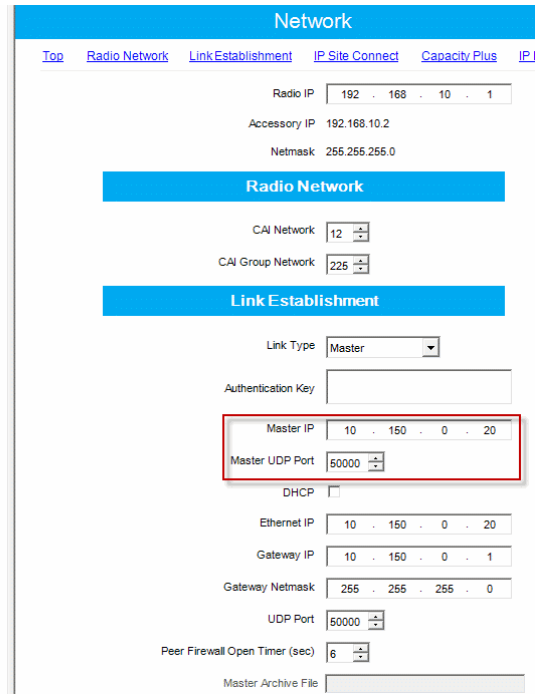 Network
Top Radio Network Link Establishment IP Site Connect Capacity Plus IP
Radio IP 192 . 168 . 10 . 1
Accessory IP 192.168.10.2
Netmask 255.255.255.0
Radio Network
CAI Network 12
CAI Group Network 225
Link Establishment
Link Type Master
Authentication Key
Master IP 10 . 150 . 0 . 20
Master UDP Port 50000
DHCP
Ethernet IP 10 . 150 . 0 . 20
Gateway IP 10 . 150 . 0 . 1
Gateway Netmask 255 . 255 . 255 . 0
UDP Port 50000
Peer Firewall Open Timer (sec) 6
Master Archive File